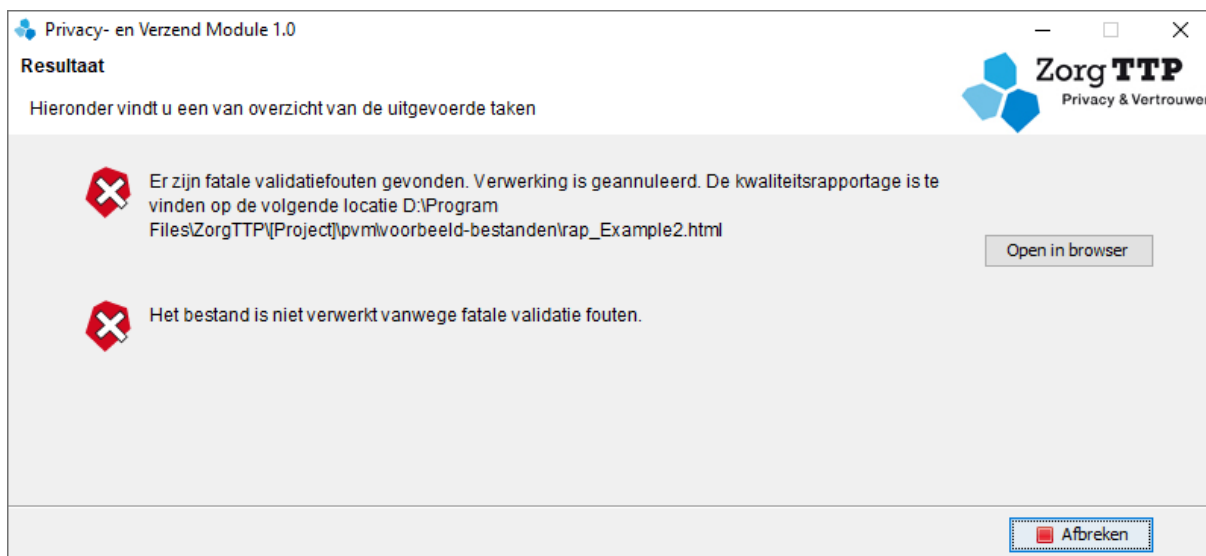 Privacy- en Verzend Module 1.0
Resultaat
Hieronder vindt u een van overzicht van de uitgevoerde taken
Zorg TTP
Privacy & Vertrouwen
Er zijn fatale validatiefouten gevonden. Verwerking is geannuleerd. De kwaliteitsrapportage is te
vinden op de volgende locatie D:\Program
Files\ZorgTTP\[Project]\pvm\voorbeeld-bestanden\rap_Example2.html
Open in browser
Het bestand is niet verwerkt vanwege fatale validatie fouten.
Afbreken